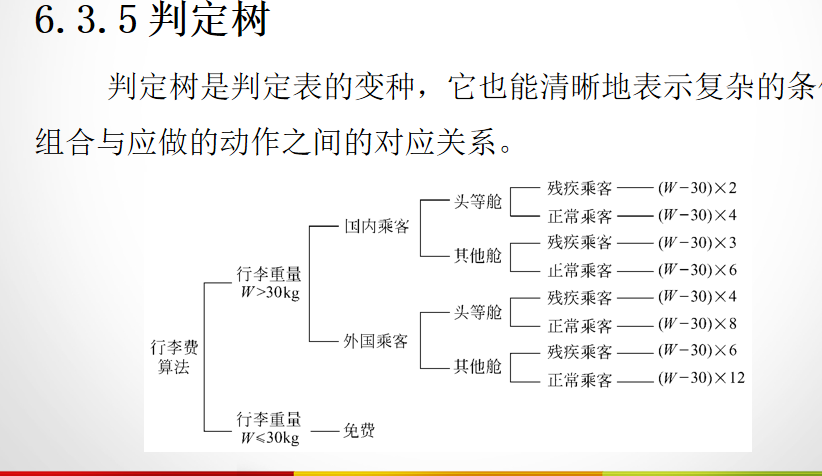 6.3.5 判定树
判定树是判定表的变种，它也能清晰地表示复杂的条
组合与应做的动作之间的对应关系。
残疾乘客 (W－30)×2
头等舱
正常乘客 (W－30)×4
国内乘客
残疾乘客 (W－30)×3
其他舱
正常乘客 (W－30)×6
行李重量
W>30kg
残疾乘客 (W－30)×4
头等舱
正常乘客 (W－30)×8
外国乘客
残疾乘客 (W－30)×6
其他舱
正常乘客 (W－30)×12
行李费
算法
行李重量
W≤30kg
免费